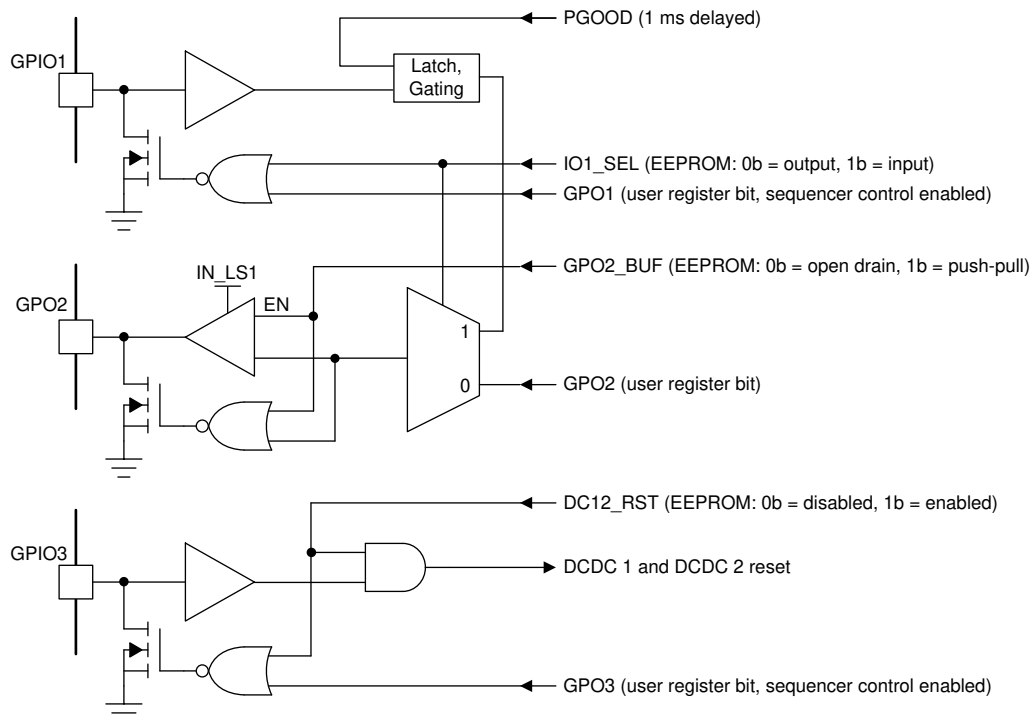 PGOOD (1 ms delayed)
GPIO1
Latch,
Gating
IO1_SEL (EEPROM: 0b = output, 1b = input)
GPO1 (user register bit, sequencer control enabled)
IN_LS1
GPO2_BUF (EEPROM: 0b = open drain, 1b = push-pull)
GPO2
EN
1
0
GPO2 (user register bit)
DC12_RST (EEPROM: 0b = disabled, 1b = enabled)
GPIO3
DCDC 1 and DCDC 2 reset
GPO3 (user register bit, sequencer control enabled)